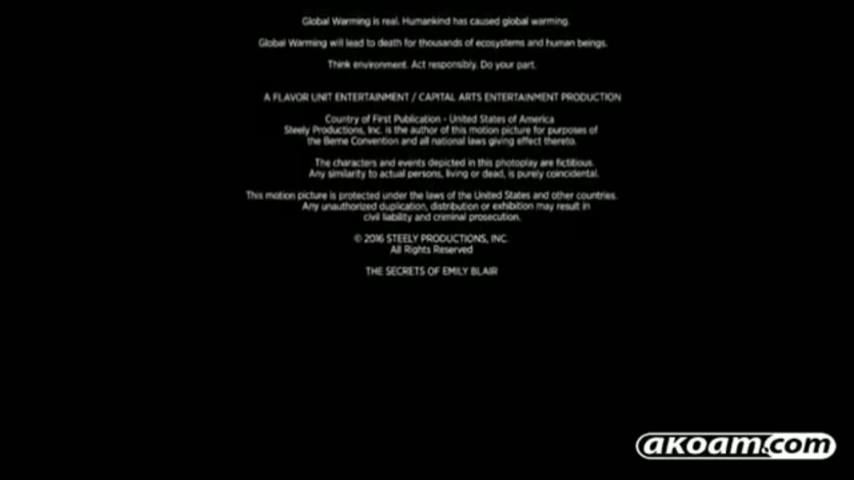 Global Warming is real. Humankind has caused global warming.
Global Warming will lead to death for thousands of ecosystems and human beings.
Think environment. Act responsibly. Do your part.
A FLAVOR UNIT ENTERTAINMENT / CAPITAL ARTS ENTERTAINMENT PRODUCTION
Country of First Publication - United States of America
Steely Productions, Inc. is the author of this motion picture for purposes of
the Berne Convention and all national laws giving effect thereto.
The characters and events depicted in this photoplay are fictitious.
Any similarity to actual persons, living or dead, is purely coincidental.
This motion picture is protected under the laws of the United States and other countries.
Any unauthorized duplication, distribution or exhibition may result in
civil liability and criminal prosecution.
© 2016 STEELY PRODUCTIONS, INC.
All Rights Reserved
THE SECRETS OF EMILY BLAIR
akoam.com